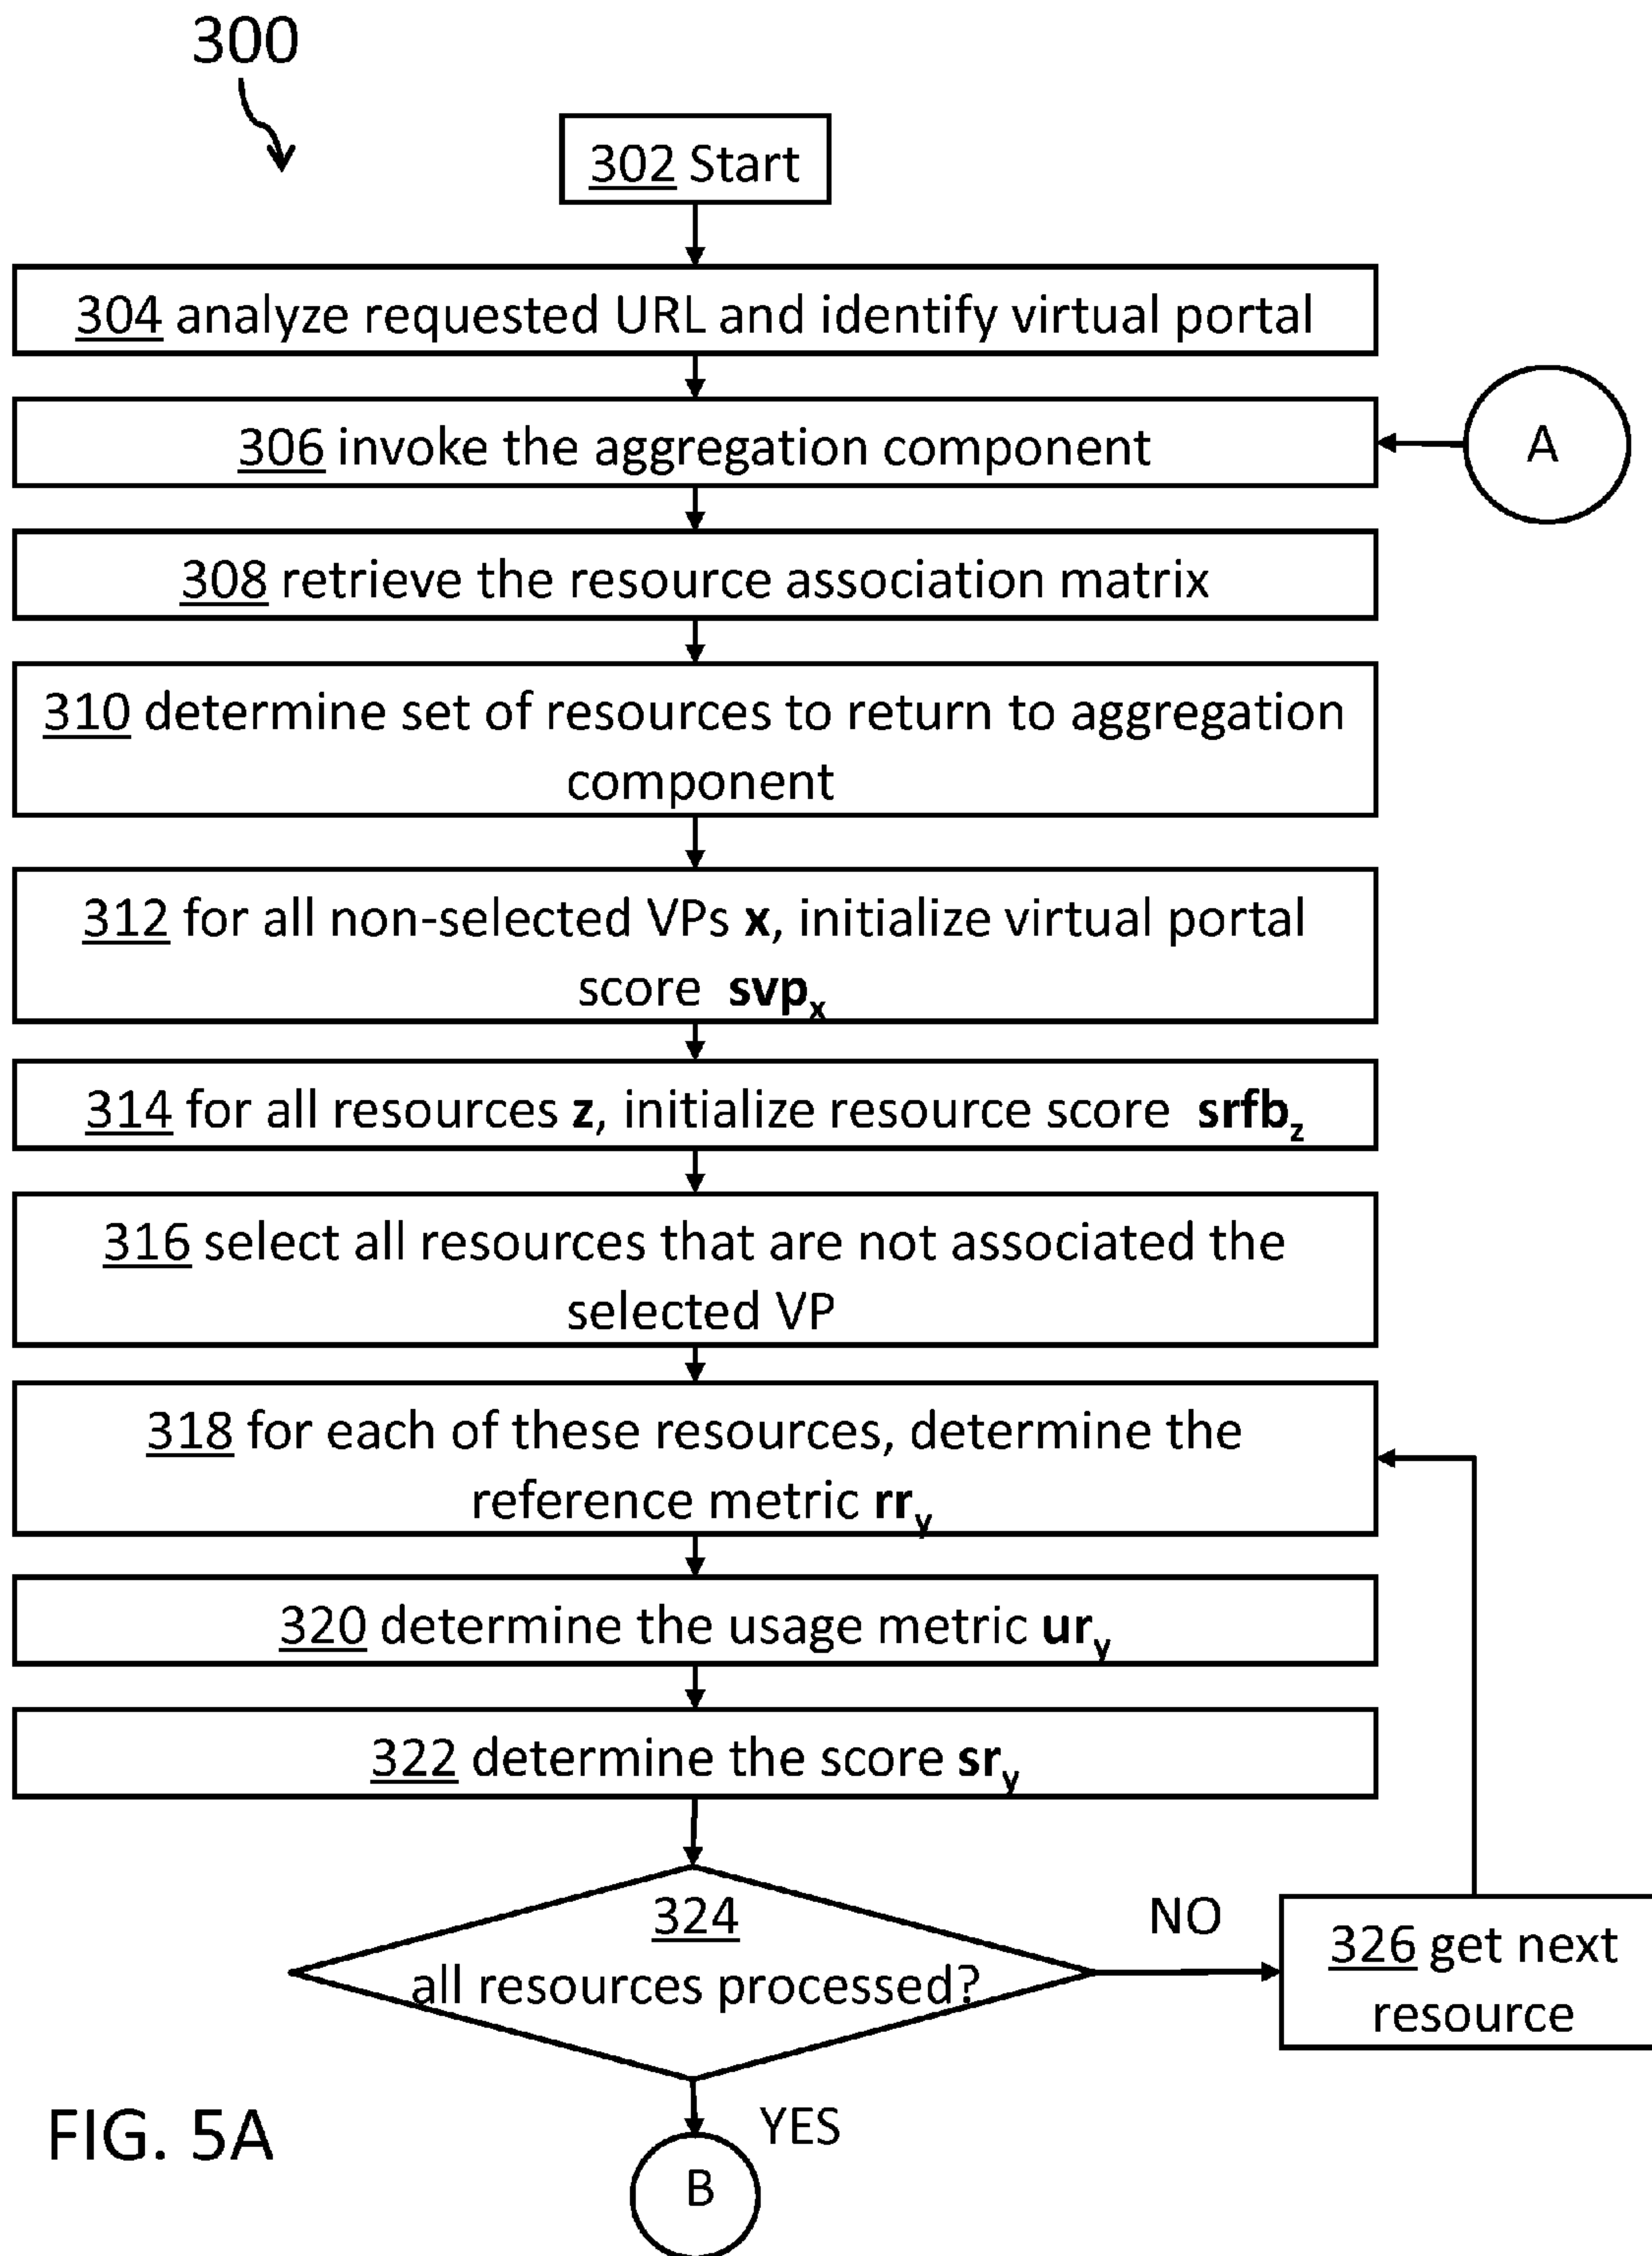 300
302 Start
304 analyze requested URL and identify virtual portal
306 invoke the aggregation component
A
308 retrieve the resource association matrix
310 determine set of resources to return to aggregation
component
312 for all non-selected VPs x, initialize virtual portal
score svpx
314 for all resources z, initialize resource score srfbz
316 select all resources that are not associated the
selected VP
318 for each of these resources, determine the
reference metric rry
320 determine the usage metric ury
322 determine the score sry
324
all resources processed?
NO
326 get next
resource
YES
B
FIG. 5A